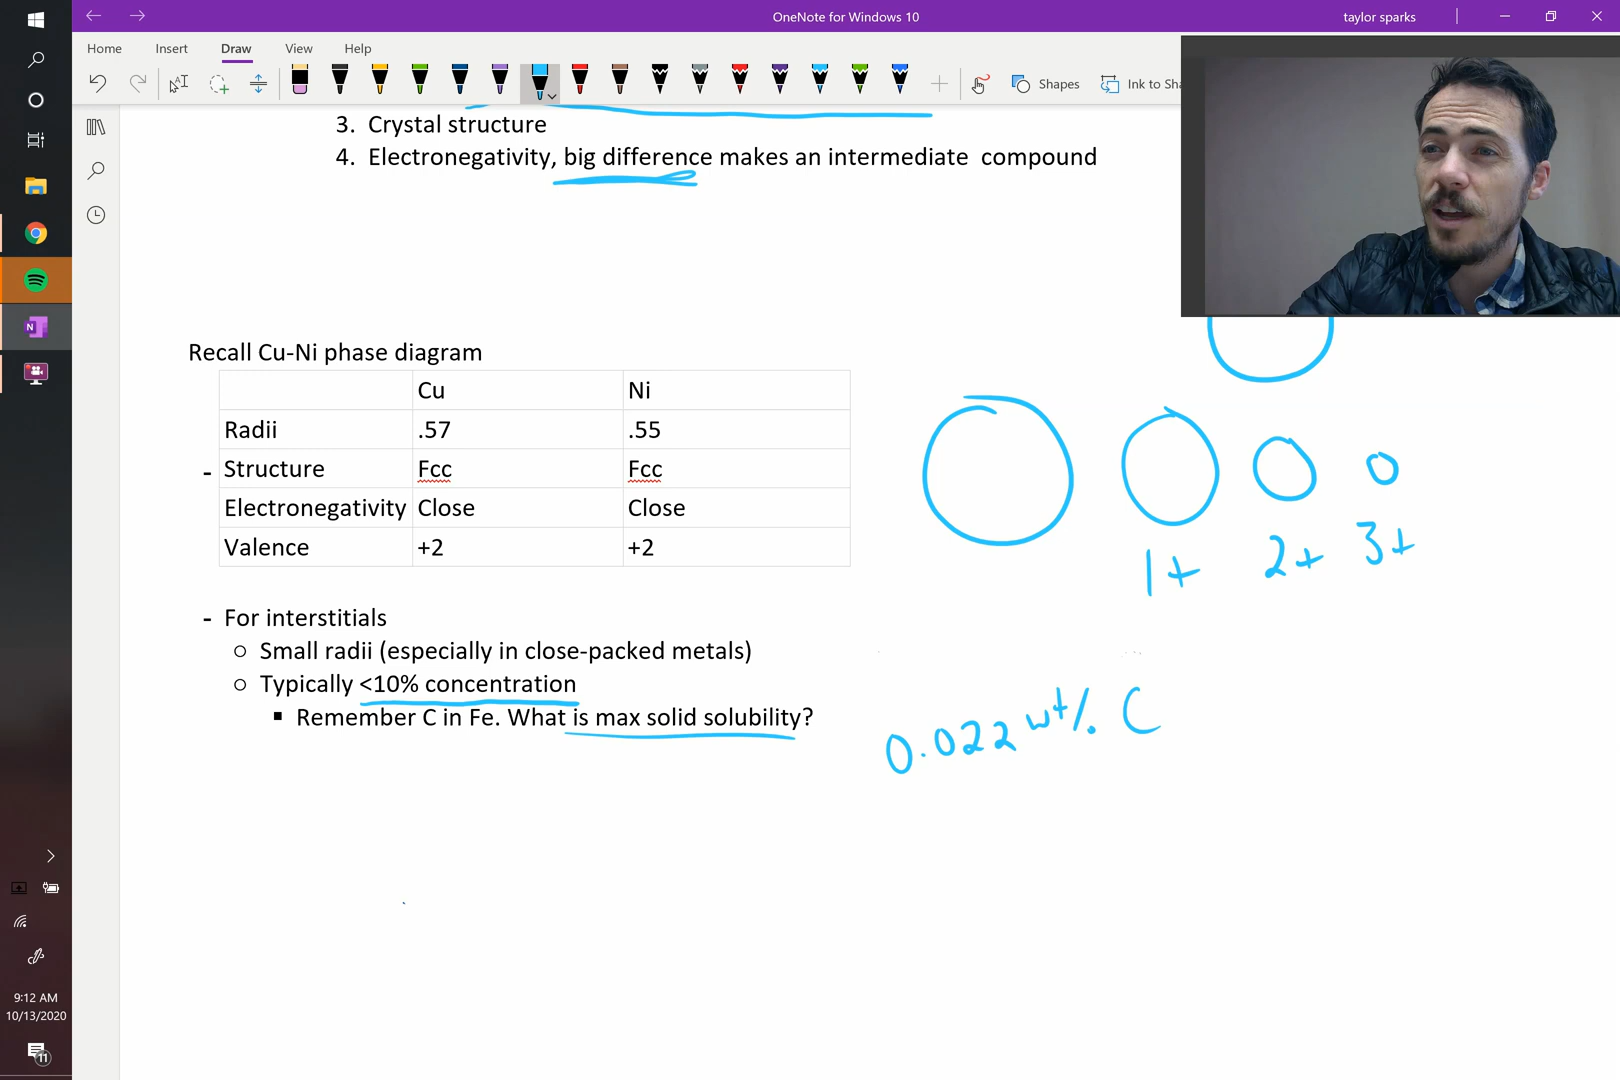 OneNote for Windows 10
taylor sparks
Home Insert Draw View Help
Shapes
Ink to Sha
3. Crystal structure
4. Electronegativity, big difference makes an intermediate compound
Recall Cu-Ni phase diagram
Cu Ni
Radii .57 .55
- Structure Fcc Fcc
Electronegativity Close Close
Valence +2 +2
1+ 2+ 3+
- For interstitials
○ Small radii (especially in close-packed metals)
○ Typically <10% concentration
▪ Remember C in Fe. What is max solid solubility?
0.022 wt% C
9:12 AM
10/13/2020
11